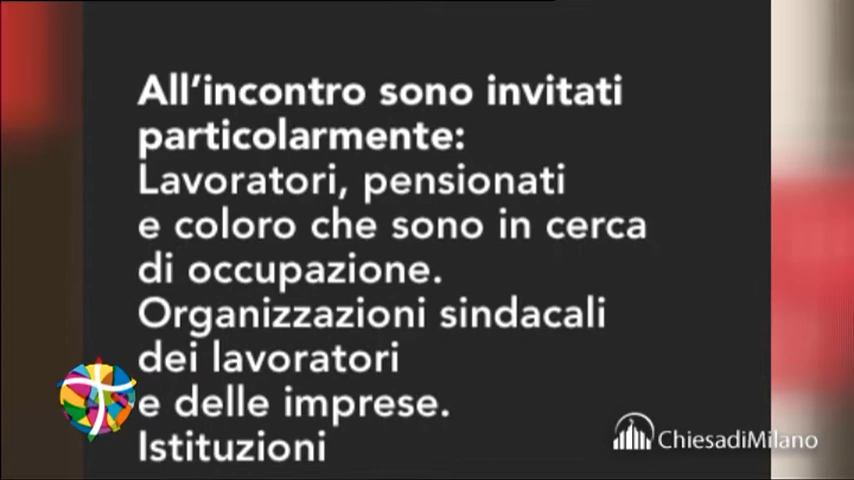 All'incontro sono invitati
particolarmente:
Lavoratori, pensionati
e coloro che sono in cerca
di occupazione.
Organizzazioni sindacali
dei lavoratori
e delle imprese.
Istituzioni
ChiesadiMilano